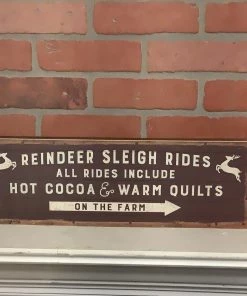 REINDEER SLEIGH RIDES
ALL RIDES INCLUDE
HOT COCOA & WARM QUILTS
ON THE FARM